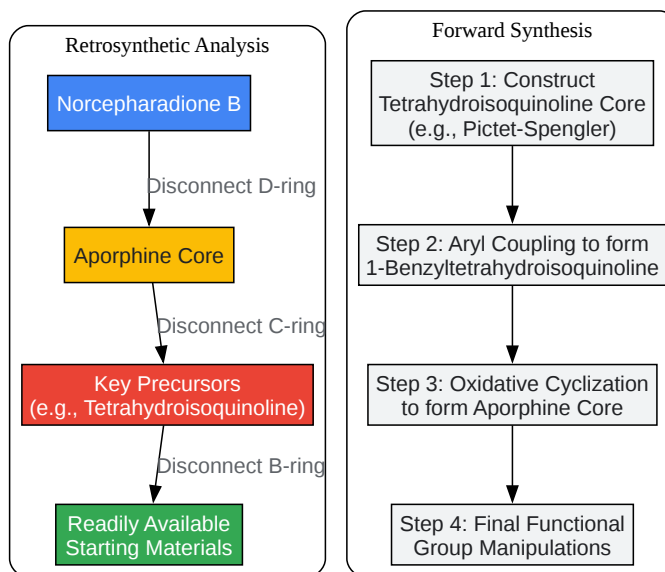 Retrosynthetic Analysis
Norcepharadione B
Disconnect D-ring
Aporphine Core
Disconnect C-ring
Key Precursors
(e.g., Tetrahydroisoquinoline)
Disconnect B-ring
Readily Available
Starting Materials
Forward Synthesis
Step 1: Construct
Tetrahydroisoquinoline Core
(e.g., Pictet-Spengler)
Step 2: Aryl Coupling to form
1-Benzyltetrahydroisoquinoline
Step 3: Oxidative Cyclization
to form Aporphine Core
Step 4: Final Functional
Group Manipulations